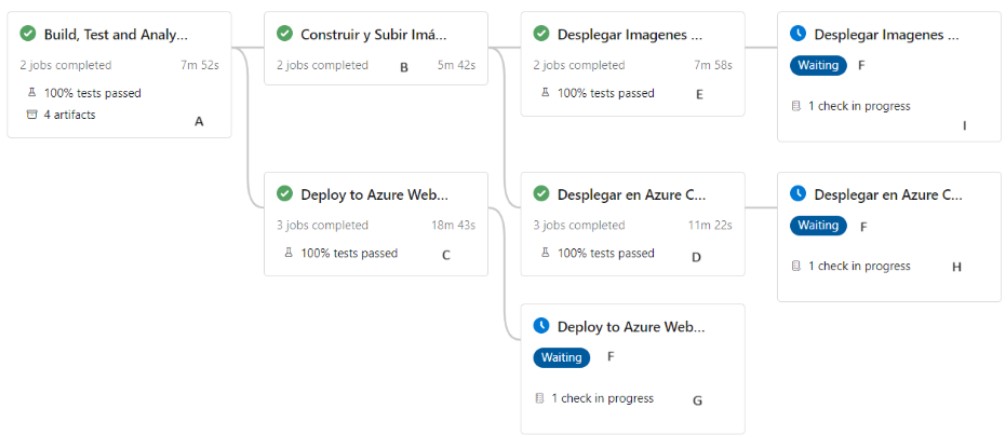 Build, Test and Analy...
2 jobs completed 7m 52s
100% tests passed
4 artifacts
A
Construir y Subir Imá...
2 jobs completed B 5m 42s
Desplegar Imagenes ...
2 jobs completed 7m 58s
100% tests passed E
Desplegar Imagenes ...
Waiting F
1 check in progress
I
Deploy to Azure Web...
3 jobs completed 18m 43s
100% tests passed C
Desplegar en Azure C...
3 jobs completed 11m 22s
100% tests passed D
Desplegar en Azure C...
Waiting F
1 check in progress H
Deploy to Azure Web...
Waiting F
1 check in progress G